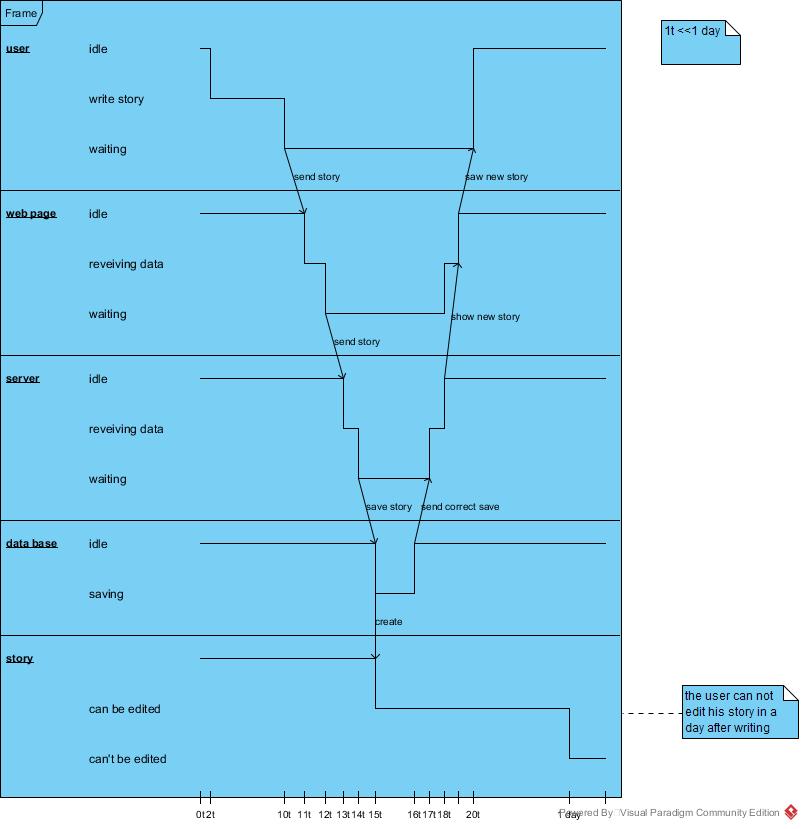 Frame
1t <<1 day
user
idle
write story
waiting
send story
saw new story
web page
idle
reveiving data
waiting
show new story
send story
server
idle
reveiving data
waiting
save story
send correct save
data base
idle
saving
create
story
can be edited
can't be edited
the user can not
edit his story in a
day after writing
0t 2t 10t 11t 12t 13t 14t 15t 16t 17t 18t 20t 1 day
Powered By Visual Paradigm Community Edition